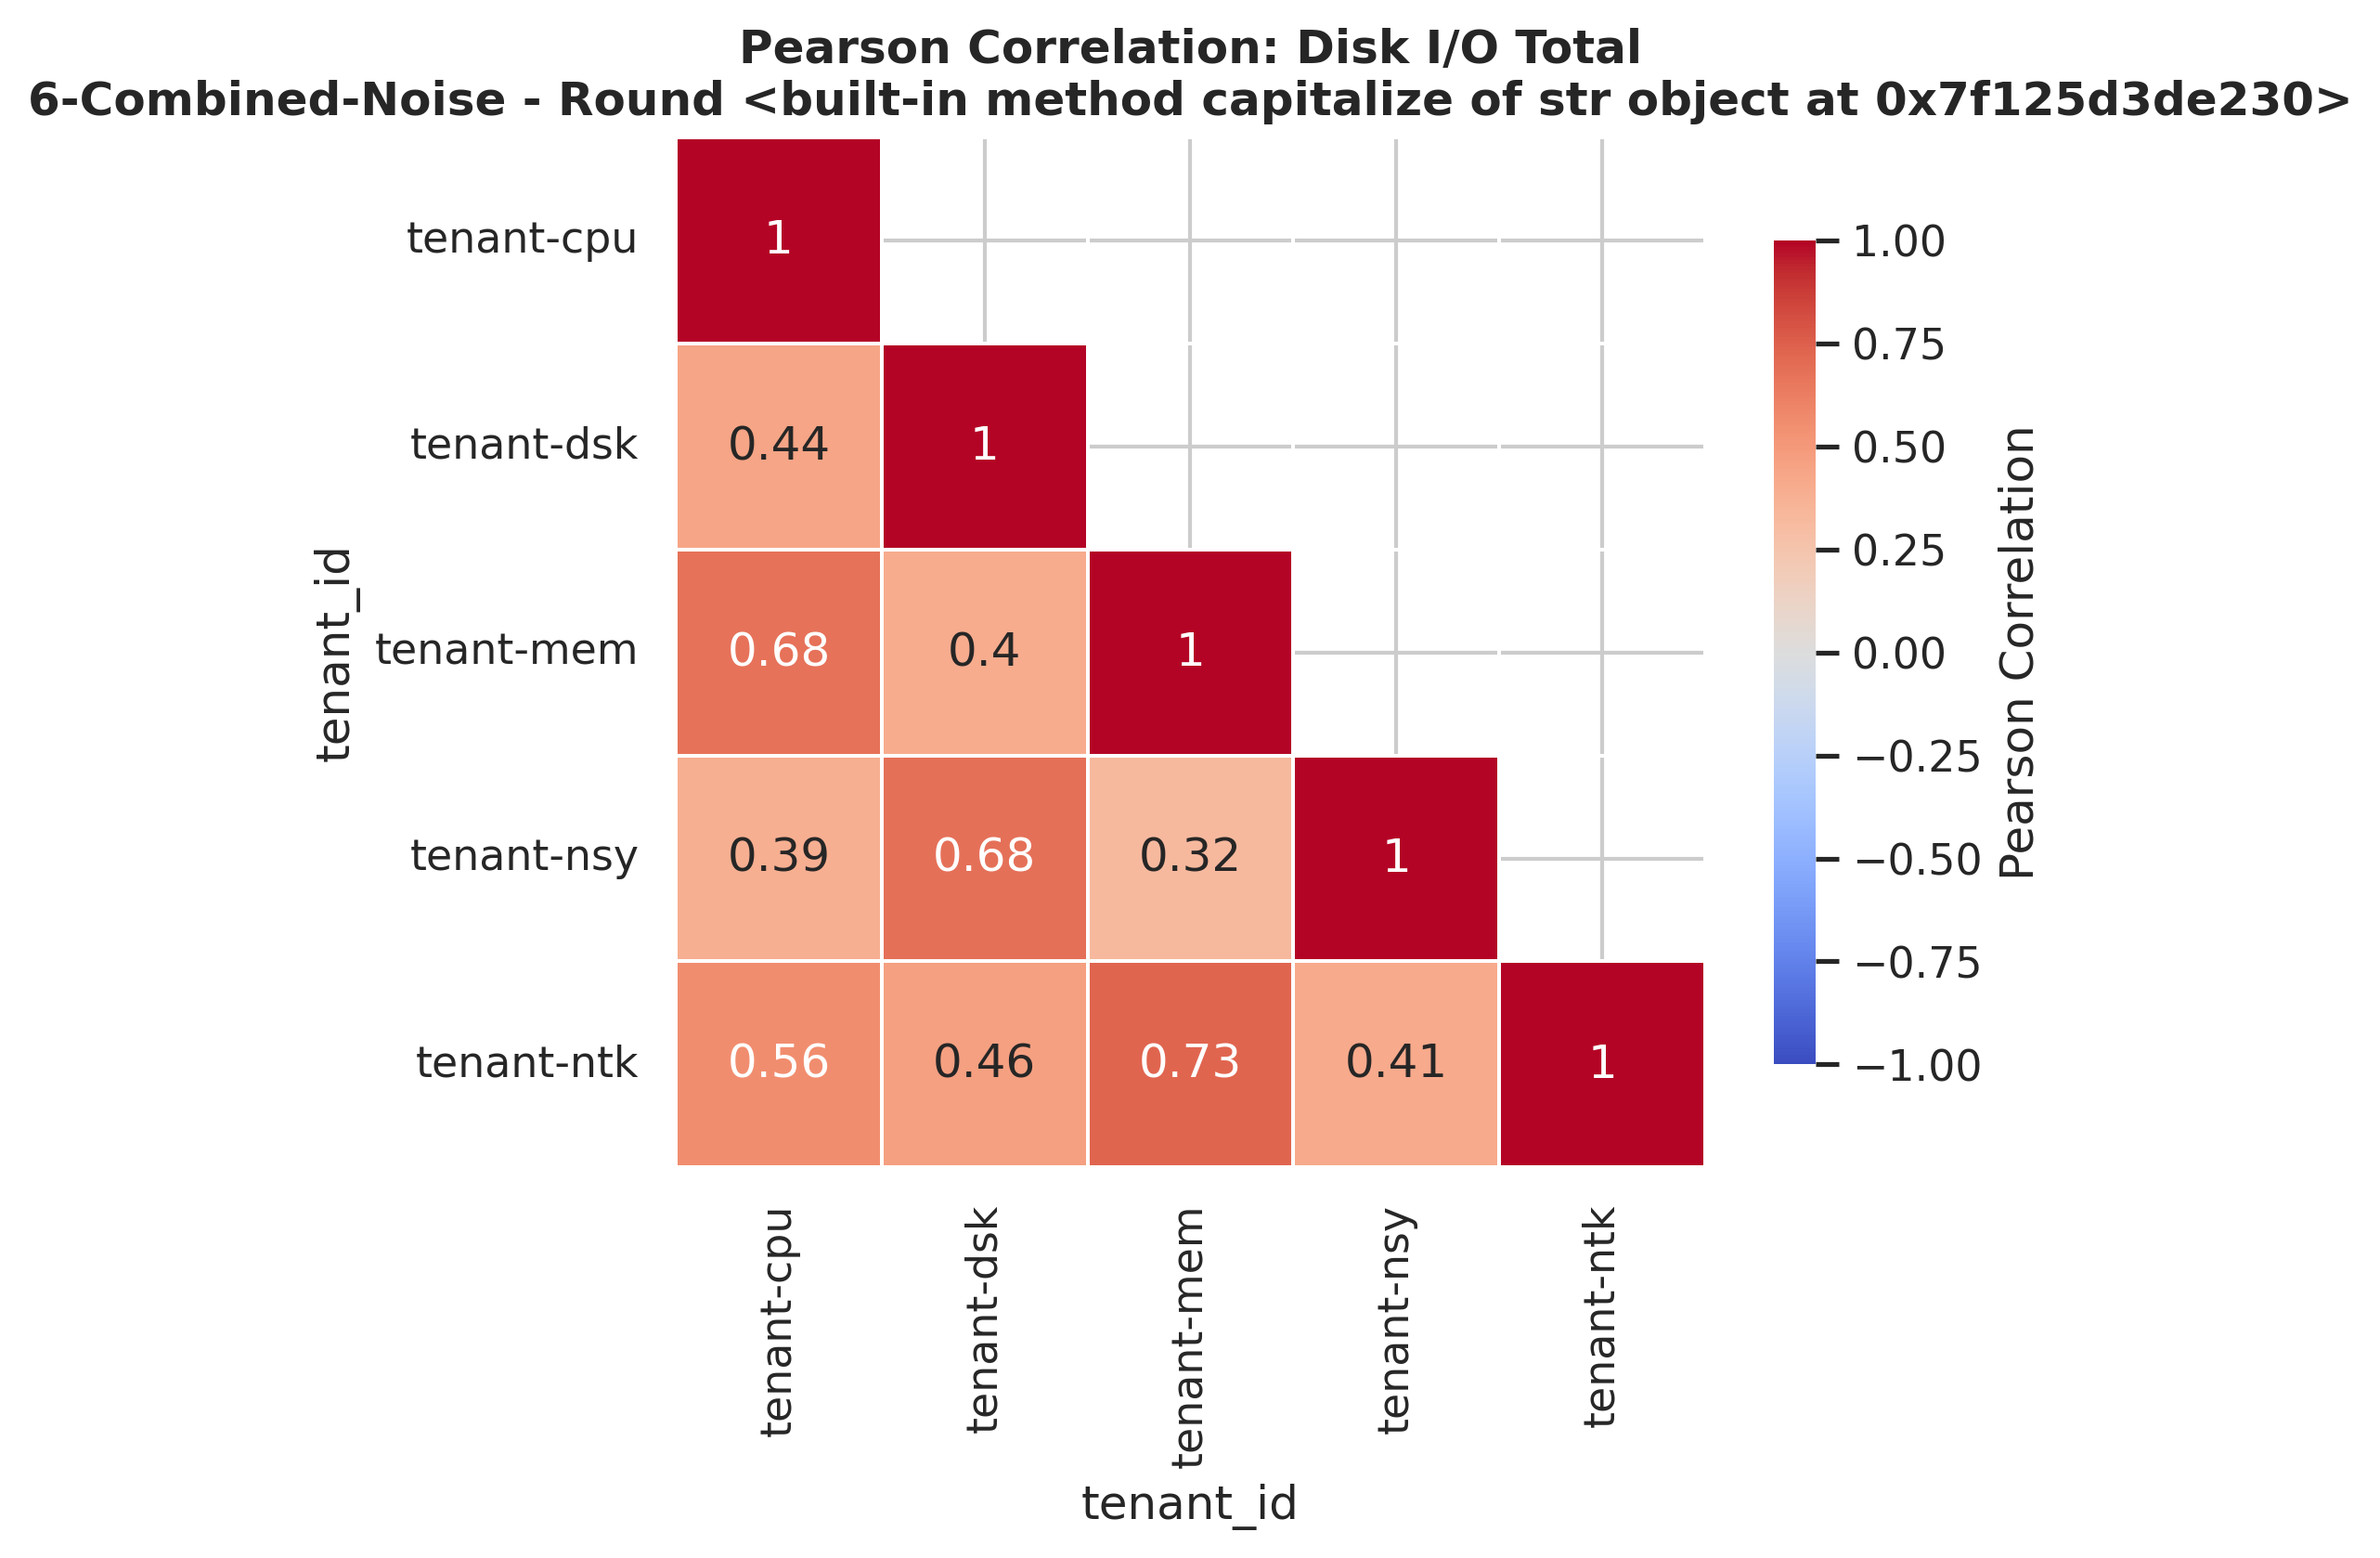 Pearson Correlation: Disk I/O Total
6-Combined-Noise - Round <built-in method capitalize of str object at 0x7f125d3de230>
tenant_id
tenant-cpu
1
tenant-dsk
0.44 1
tenant-mem
0.68 0.4 1
tenant-nsy
0.39 0.68 0.32 1
tenant-ntk
0.56 0.46 0.73 0.41 1
tenant-cpu
tenant-dsk
tenant-mem
tenant-nsy
tenant-ntk
tenant_id
1.00
0.75
0.50
0.25
0.00
−0.25
−0.50
−0.75
−1.00
Pearson Correlation